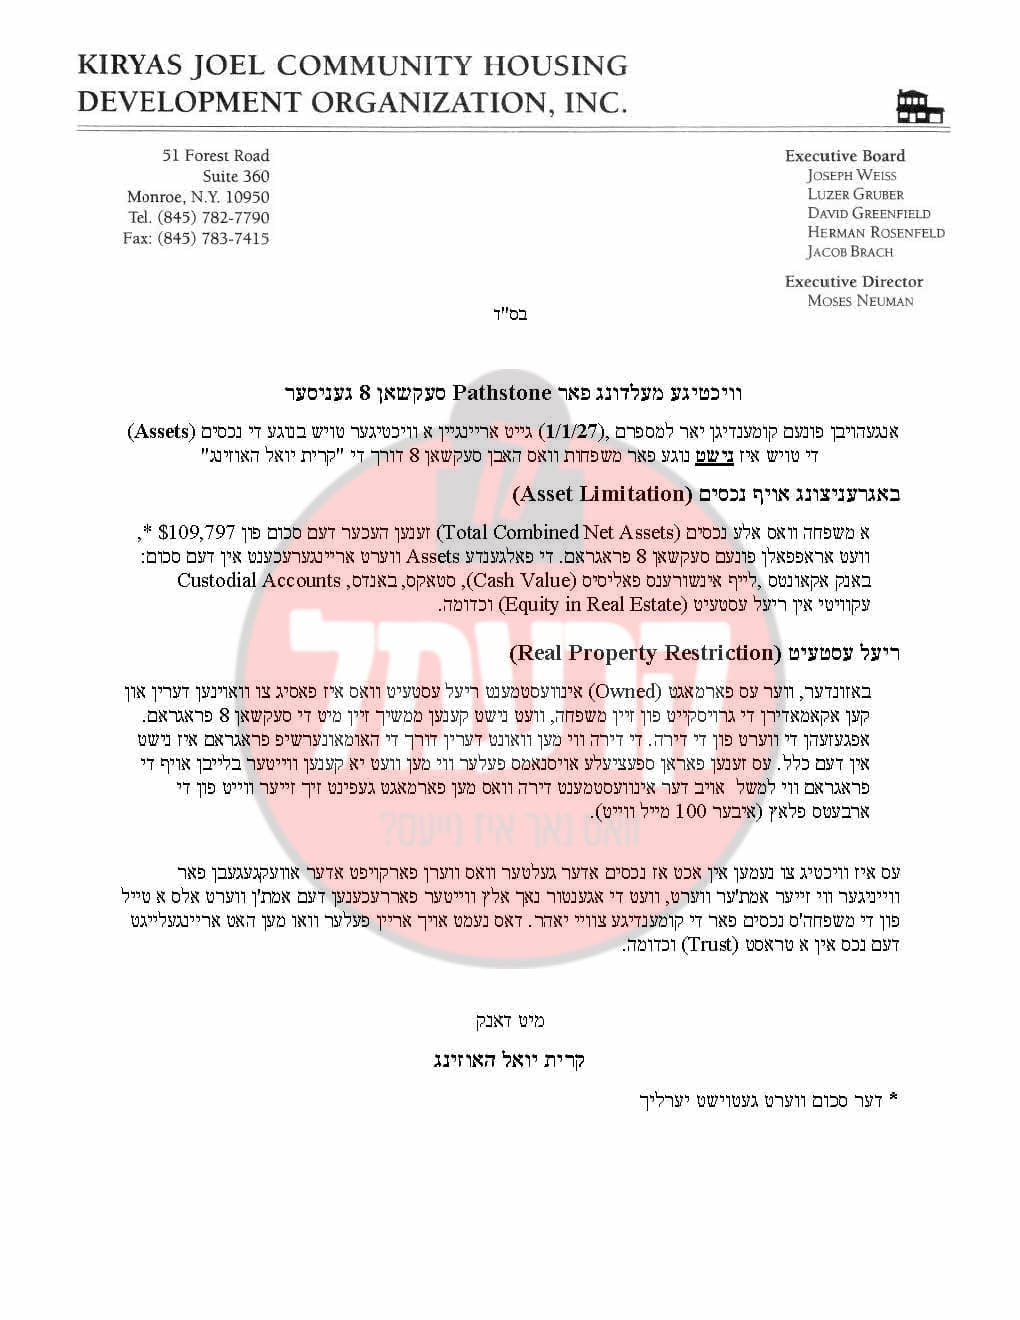 KIRYAS JOEL COMMUNITY HOUSING
DEVELOPMENT ORGANIZATION, INC.
51 Forest Road
Suite 360
Monroe, N.Y. 10950
Tel. (845) 782-7790
Fax: (845) 783-7415
Executive Board
JOSEPH WEISS
LUZER GRUBER
DAVID GREENFIELD
HERMAN ROSENFELD
JACOB BRACH
Executive Director
MOSES NEUMAN
בס"ד
וויכטיגע מעלדונג פאר Pathstone סעקשאן 8 געניסער
אנגעהויבן פונעם קומענדיגן יאר למספרם ,(1/1/27) גייט אריינגיין א וויכטיגער טויש בנוגע די נכסים (Assets)
די טויש איז נישט נוגע פאר משפחות וואס האבן סעקשאן 8 דורך די "קרית יואל האוזינג"
באגרעניצונג אויף נכסים (Asset Limitation)
א משפחה וואס אלע נכסים (Total Combined Net Assets) זענען העכער דעם סכום פון $109,797 *,
וועט אראפפאלן פונעם סעקשאן 8 פראגראם. די פאלגענדע Assets ווערט אריינגערעכענט אין דעם סכום:
באנק אקאונטס ,לייף אינשורענס פאליסיס (Cash Value), סטאקס, באנדס, Custodial Accounts
עקוויטי אין ריעל עסטעיט (Equity in Real Estate) וכדומה.
ריעל עסטעיט (Real Property Restriction)
באזונדער, ווער עס פארמאגט (Owned) אינוועסטמענט ריעל עסטעיט וואס איז פאסיג צו וואוינען דערין און
קען אקאמאדירן די גרויסקייט פון זיין משפחה, וועט נישט קענען ממשיך זיין מיט די סעקשאן 8 פראגראם.
אפגעזעהן די ווערט פון די דירה. די דירה ווי מען וואונט דערין דורך די האומאונערשיפ פראגראם איז נישט
אין דעם כלל. עס זענען פאראן ספעציעלע אויסנאמס פעלער ווי מען וועט יא קענען ווייטער בלייבן אויף די
פראגראם ווי למשל  אויב דער אינוועסטמענט דירה וואס מען פארמאגט געפינט זיך זייער ווייט פון די
ארבעטס פלאץ (איבער 100 מייל ווייט).
עס איז וויכטיג צו נעמען אין אכט אז נכסים אדער געלטער וואס ווערן פארקויפט אדער אוועקגעגעבן פאר
ווייניגער ווי זייער אמת'ער ווערט, וועט די אגענטור נאך אלץ ווייטער פאררעכענען דעם אמת'ן ווערט אלס א טייל
פון די משפחה'ס נכסים פאר די קומענדיגע צוויי יאהר. דאס נעמט אויך אריין פעלער וואו מען האט אריינגעלייגט
דעם נכס אין א טראסט (Trust) וכדומה.
מיט דאנק
קרית יואל האוזינג
* דער סכום ווערט געטוישט יערליך
קנעמל
וואס נאך איז נייעס?